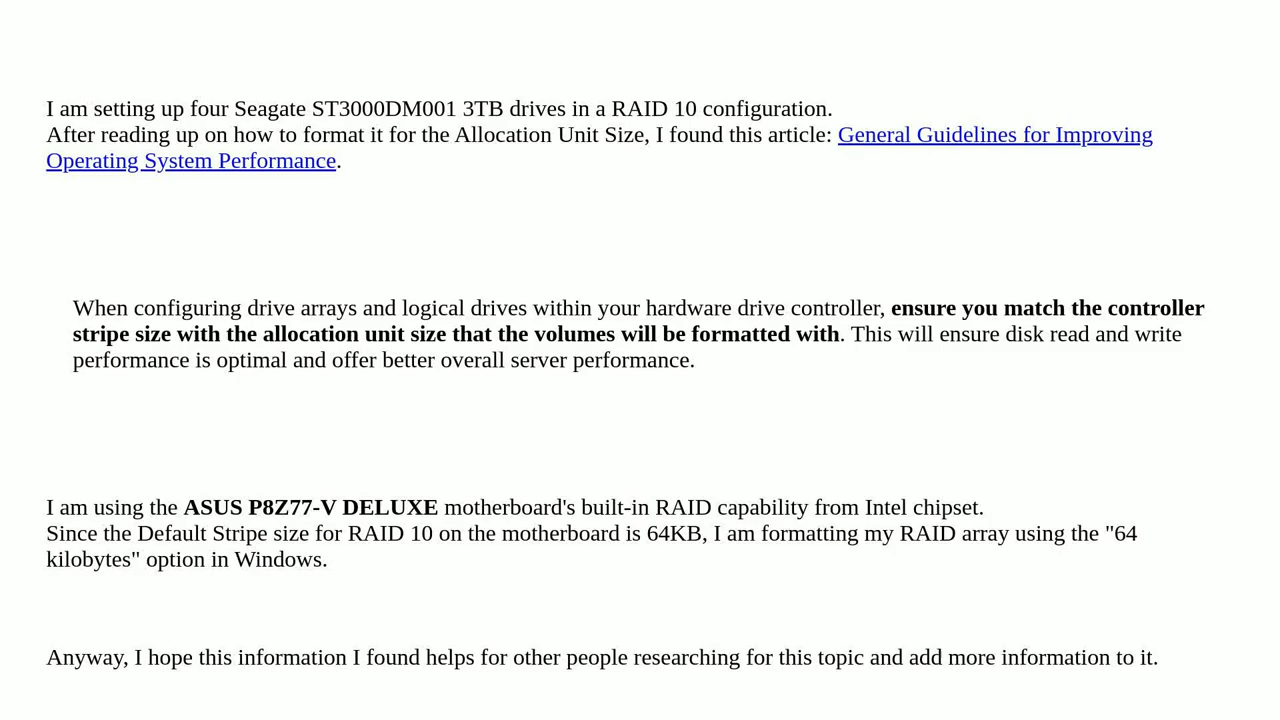 I am setting up four Seagate ST3000DM001 3TB drives in a RAID 10 configuration.
After reading up on how to format it for the Allocation Unit Size, I found this article: General Guidelines for Improving
Operating System Performance.
When configuring drive arrays and logical drives within your hardware drive controller, ensure you match the controller
stripe size with the allocation unit size that the volumes will be formatted with. This will ensure disk read and write
performance is optimal and offer better overall server performance.
I am using the ASUS P8Z77-V DELUXE motherboard's built-in RAID capability from Intel chipset.
Since the Default Stripe size for RAID 10 on the motherboard is 64KB, I am formatting my RAID array using the "64
kilobytes" option in Windows.
Anyway, I hope this information I found helps for other people researching for this topic and add more information to it.